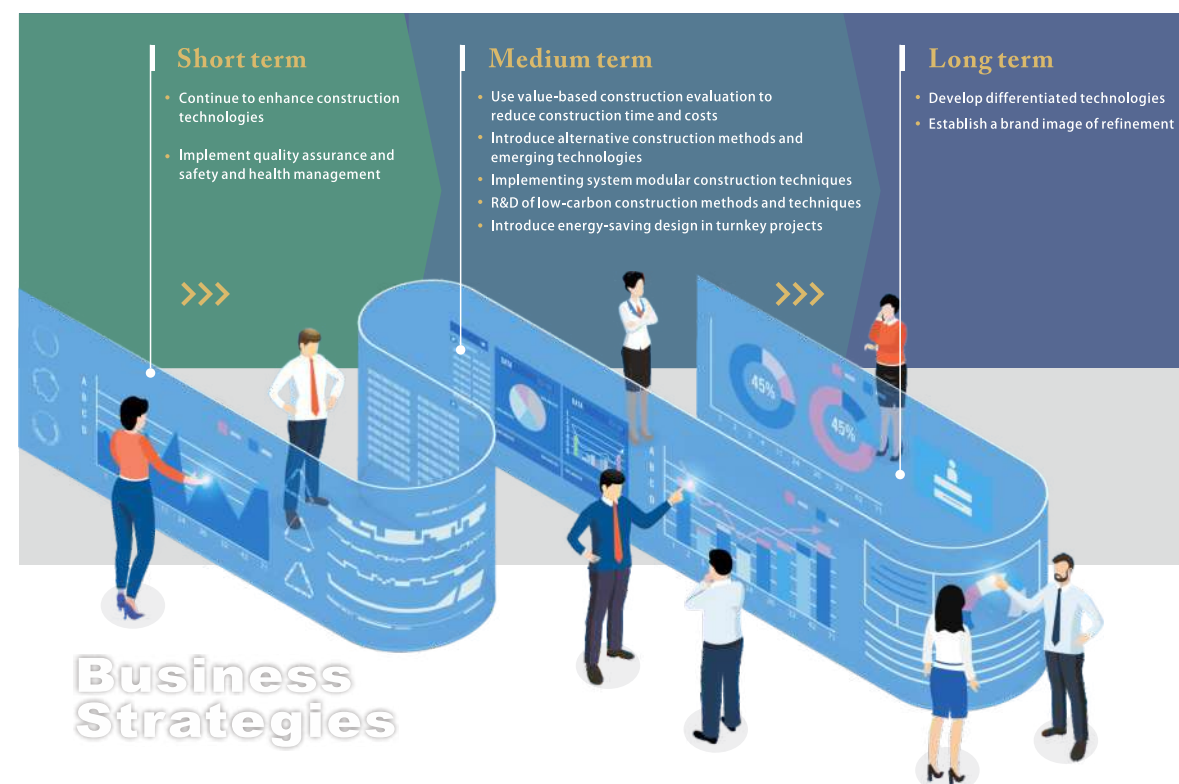 Short term
Continue to enhance construction
technologies
Implement quality assurance and
safety and health management
Medium term
Use value-based construction evaluation to
reduce construction time and costs
Introduce alternative construction methods and
emerging technologies
Implementing system modular construction techniques
R&D of low-carbon construction methods and techniques
Introduce energy-saving design in turnkey projects
Long term
Develop differentiated technologies
Establish a brand image of refinement
45%
45%
DATA
DATA
A
B
C
D
A
B
C
D
Business
Strategies